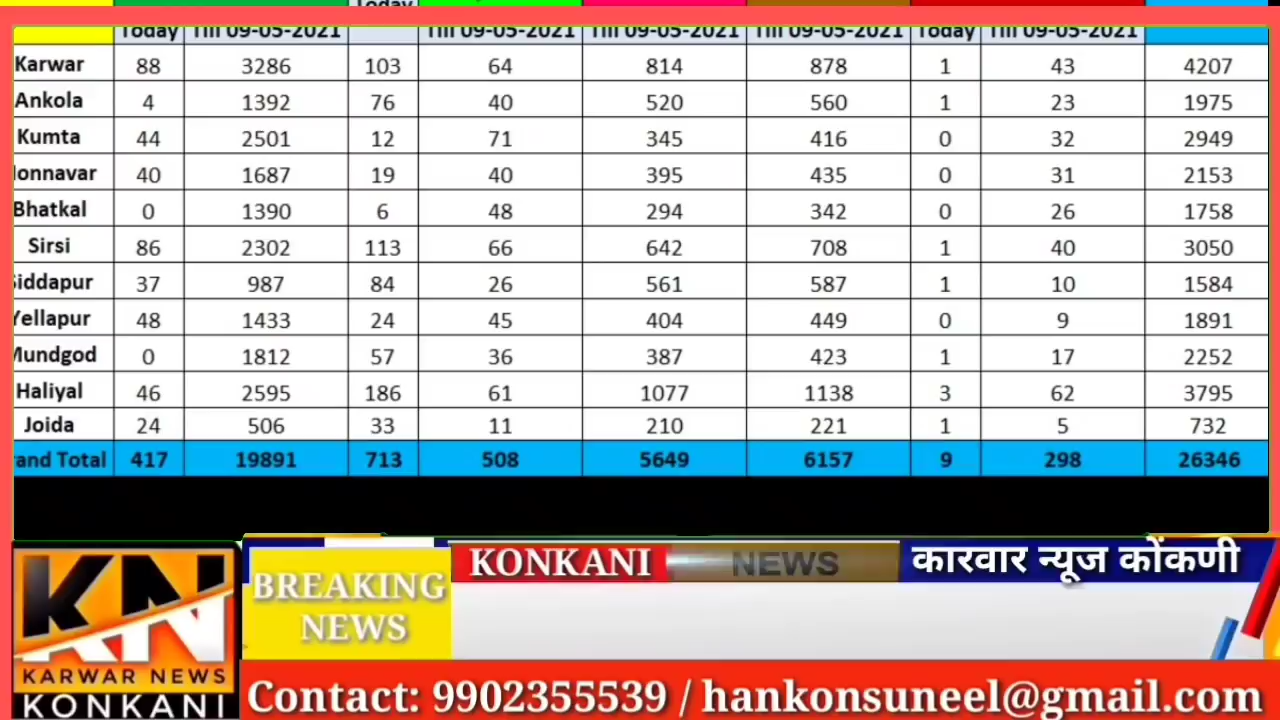 Today
Today Till 09-05-2021 Till 09-05-2021 Till 09-05-2021 Till 09-05-2021 Today Till 09-05-2021
Karwar 88 3286 103 64 814 878 1 43 4207
Ankola 4 1392 76 40 520 560 1 23 1975
Kumta 44 2501 12 71 345 416 0 32 2949
onnavar 40 1687 19 40 395 435 0 31 2153
Bhatkal 0 1390 6 48 294 342 0 26 1758
Sirsi 86 2302 113 66 642 708 1 40 3050
iddapur 37 987 84 26 561 587 1 10 1584
Yellapur 48 1433 24 45 404 449 0 9 1891
Mundgod 0 1812 57 36 387 423 1 17 2252
Haliyal 46 2595 186 61 1077 1138 3 62 3795
Joida 24 506 33 11 210 221 1 5 732
rand Total 417 19891 713 508 5649 6157 9 298 26346
KONKANI NEWS कारवार न्यूज कोंकणी
BREAKING
NEWS
KN
KARWAR NEWS
KONKANI
Contact: 9902355539 / hankonsuneel@gmail.com